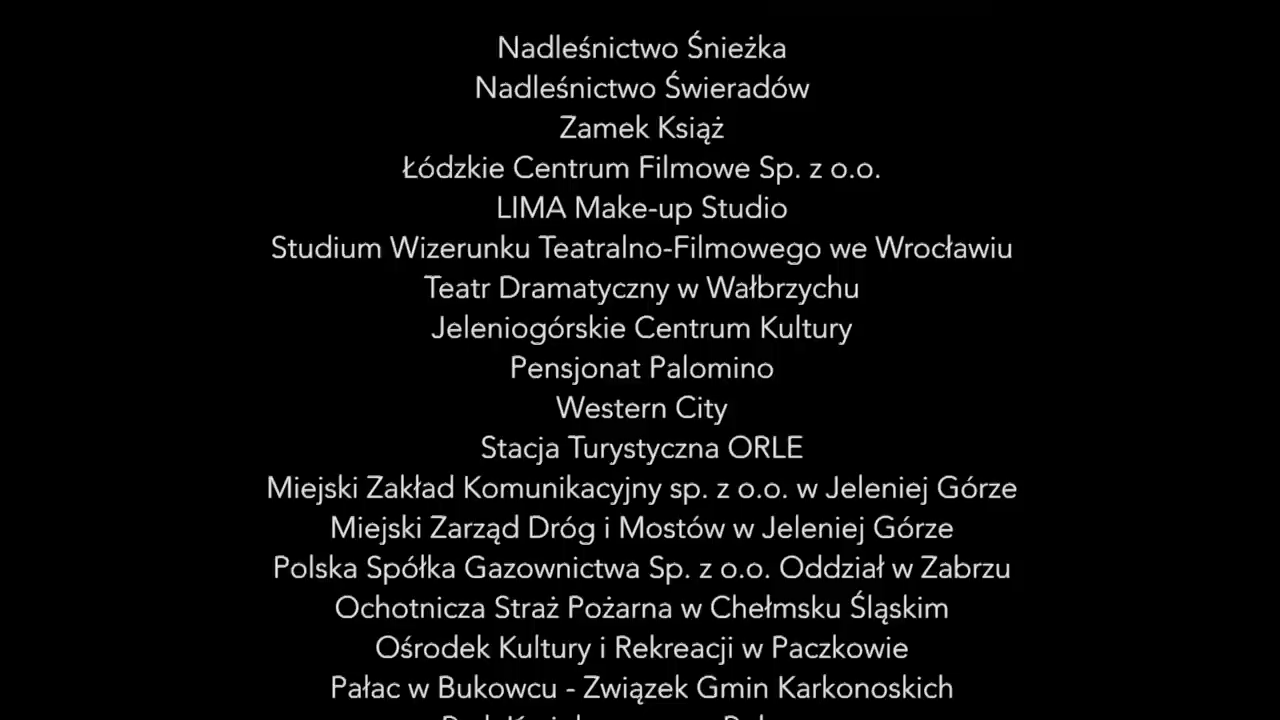 Nadleśnictwo Śnieżka
Nadleśnictwo Świeradów
Zamek Książ
Łódzkie Centrum Filmowe Sp. z o.o.
LIMA Make-up Studio
Studium Wizerunku Teatralno-Filmowego we Wrocławiu
Teatr Dramatyczny w Wałbrzychu
Jeleniogórskie Centrum Kultury
Pensjonat Palomino
Western City
Stacja Turystyczna ORLE
Miejski Zakład Komunikacyjny sp. z o.o. w Jeleniej Górze
Miejski Zarząd Dróg i Mostów w Jeleniej Górze
Polska Spółka Gazownictwa Sp. z o.o. Oddział w Zabrzu
Ochotnicza Straż Pożarna w Chełmsku Śląskim
Ośrodek Kultury i Rekreacji w Paczkowie
Pałac w Bukowcu - Związek Gmin Karkonoskich